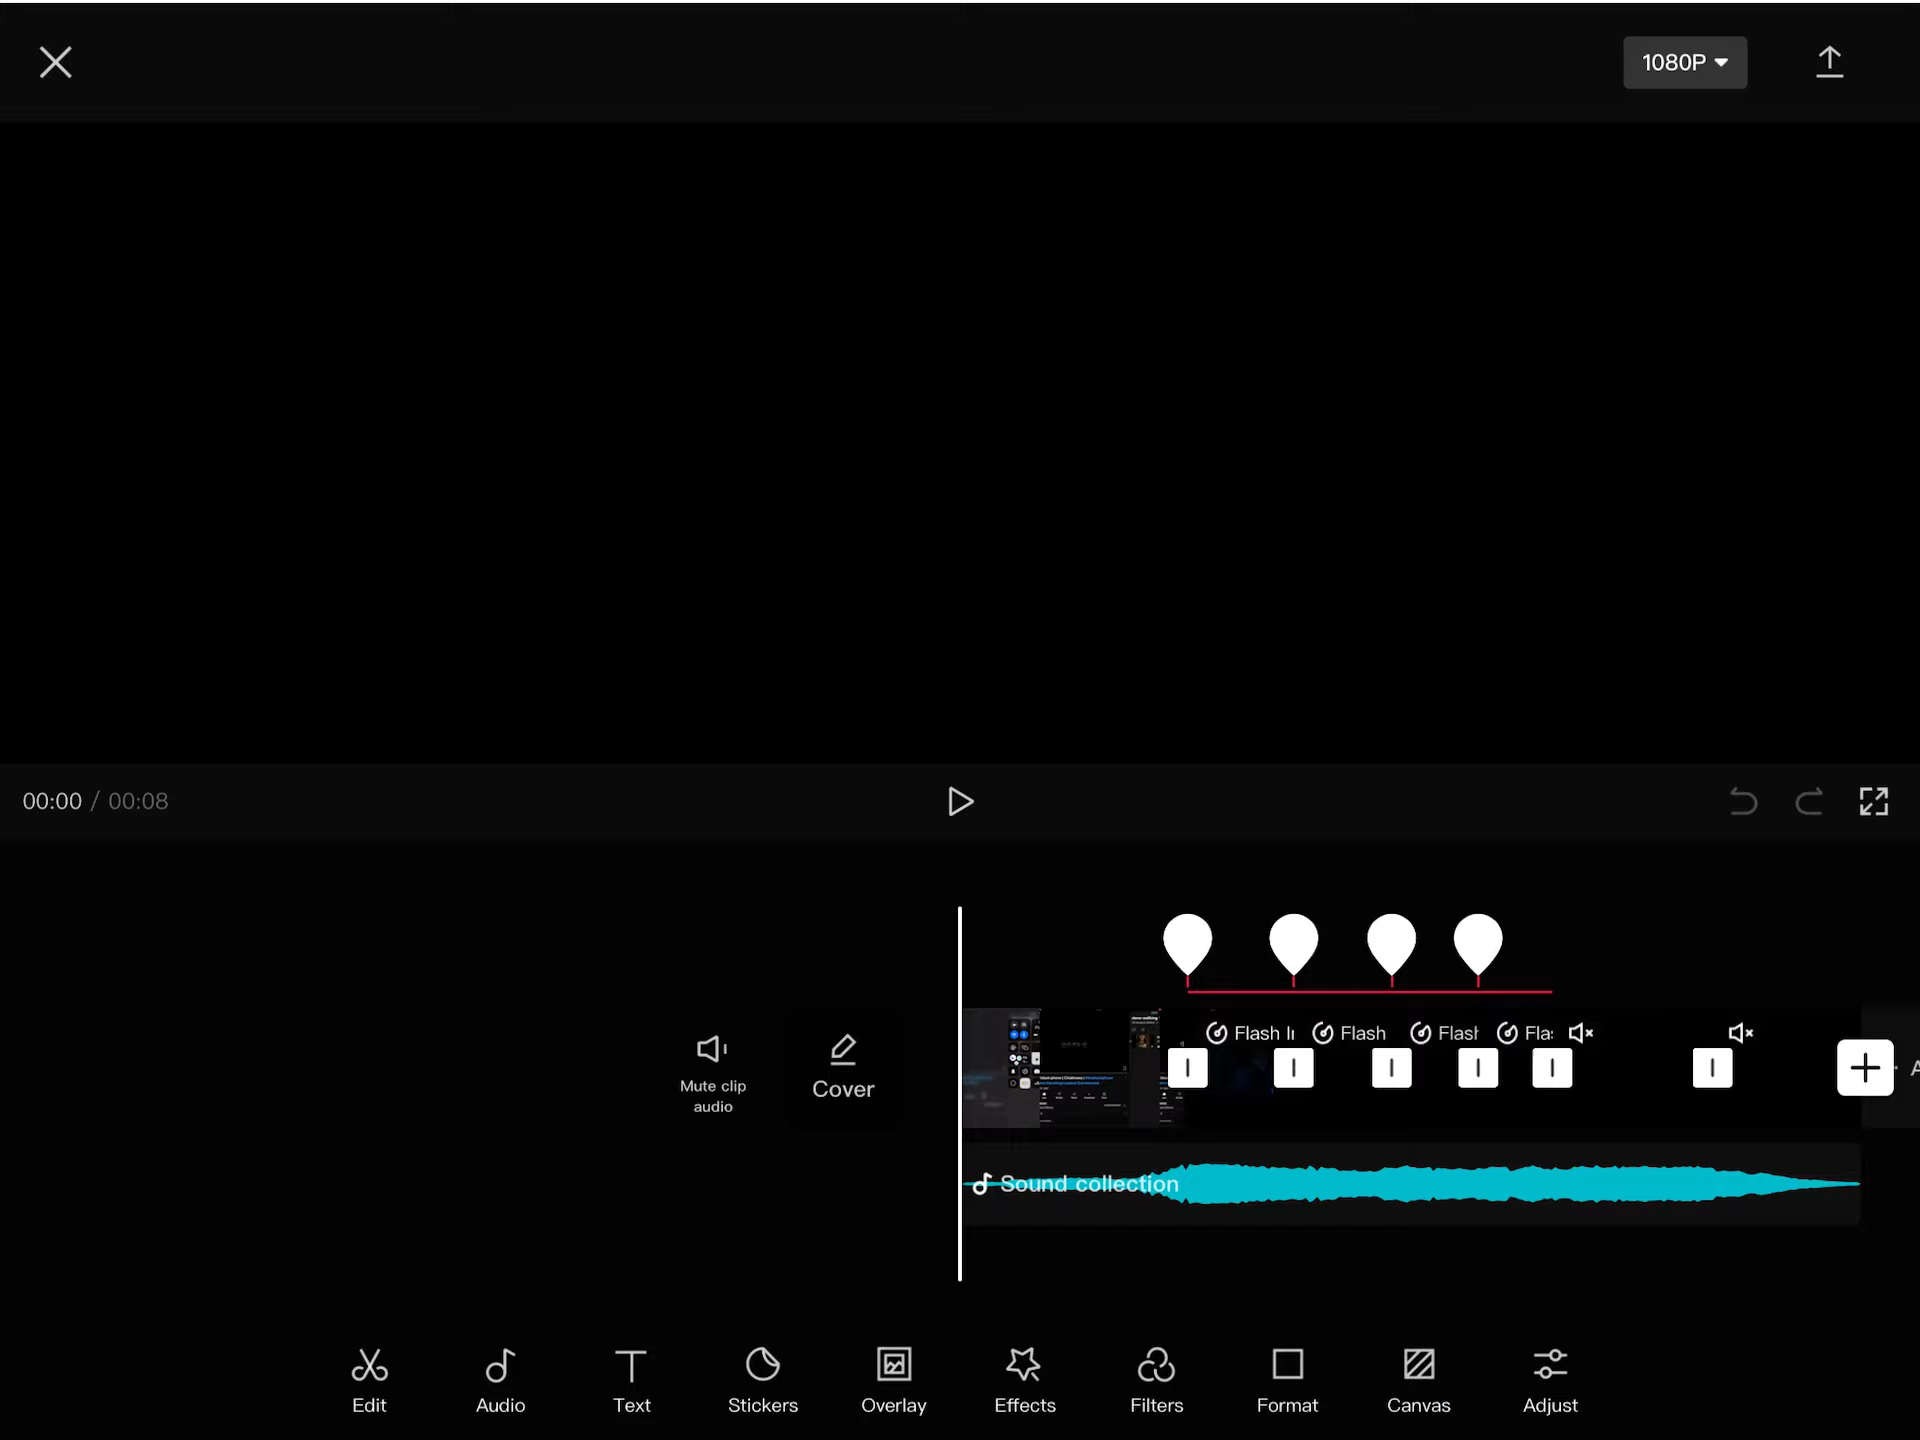 1080P
00:00 / 00:08
Flash
Flash
Mute clip
audio
Cover
Sound collection
Edit
Audio
Text
Stickers
Overlay
Effects
Filters
Format
Canvas
Adjust